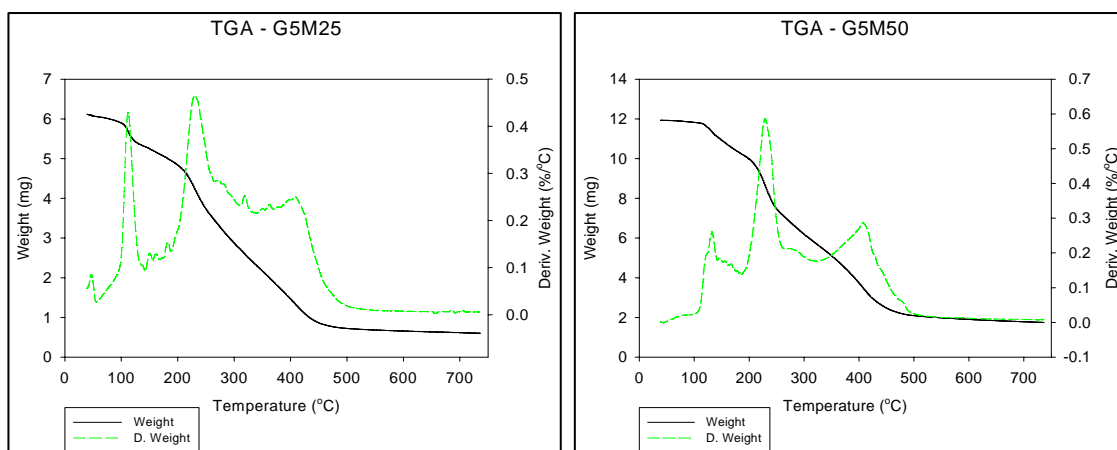 TGA - G5M25
7
6
5
4
3
2
1
0
Weight (mg)
0.5
0.4
0.3
0.2
0.1
0.0
Deriv. Weight (%/°C)
0 100 200 300 400 500 600 700
Temperature (°C)
Weight
D. Weight
TGA - G5M50
14
12
10
8
6
4
2
0
Weight (mg)
0.7
0.6
0.5
0.4
0.3
0.2
0.1
0.0
-0.1
Deriv. Weight (%/°C)
0 100 200 300 400 500 600 700
Temperature (°C)
Weight
D. Weight